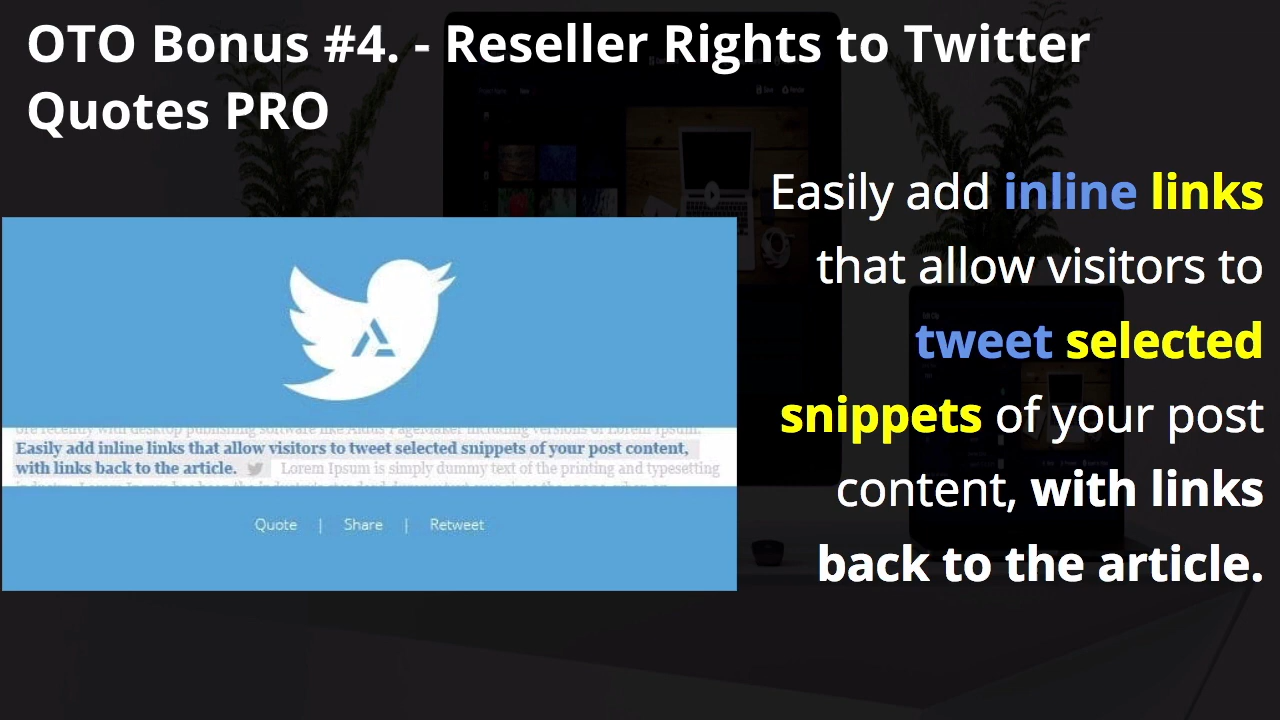 OTO Bonus #4. - Reseller Rights to Twitter
Quotes PRO
Easily add inline links
that allow visitors to
tweet selected
snippets of your post
content, with links
back to the article.
Easily add inline links that allow visitors to tweet selected snippets of your post content,
with links back to the article. Lorem Ipsum is simply dummy text of the printing and typesetting
Quote | Share | Retweet